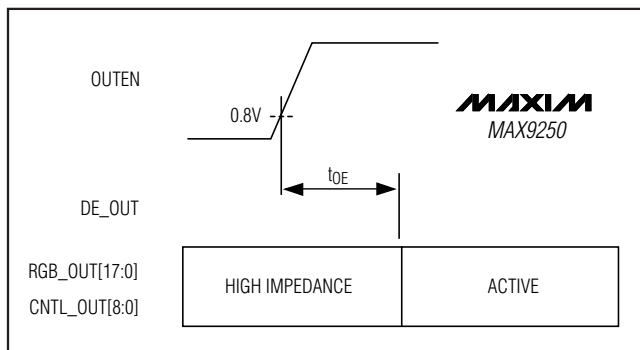 OUTEN
MAXIM
0.8V
MAX9250
tOE
DE_OUT
RGB_OUT[17:0]
HIGH IMPEDANCE
ACTIVE
CNTL_OUT[8:0]